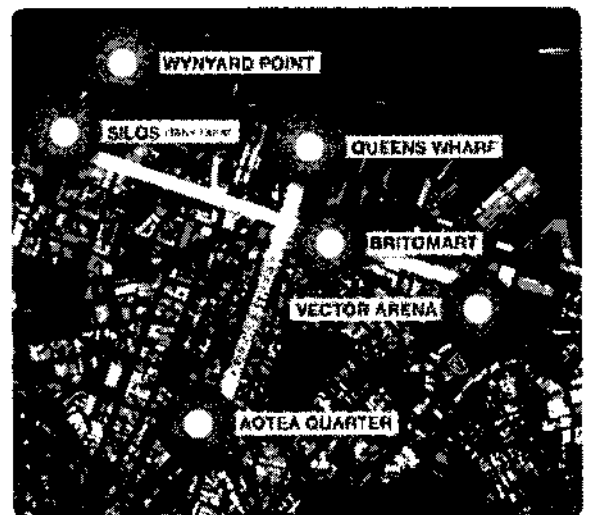 WYNYARD POINT
SILOS
QUEENS WHARF
BRITOMART
VECTOR ARENA
AOTEA QUARTER